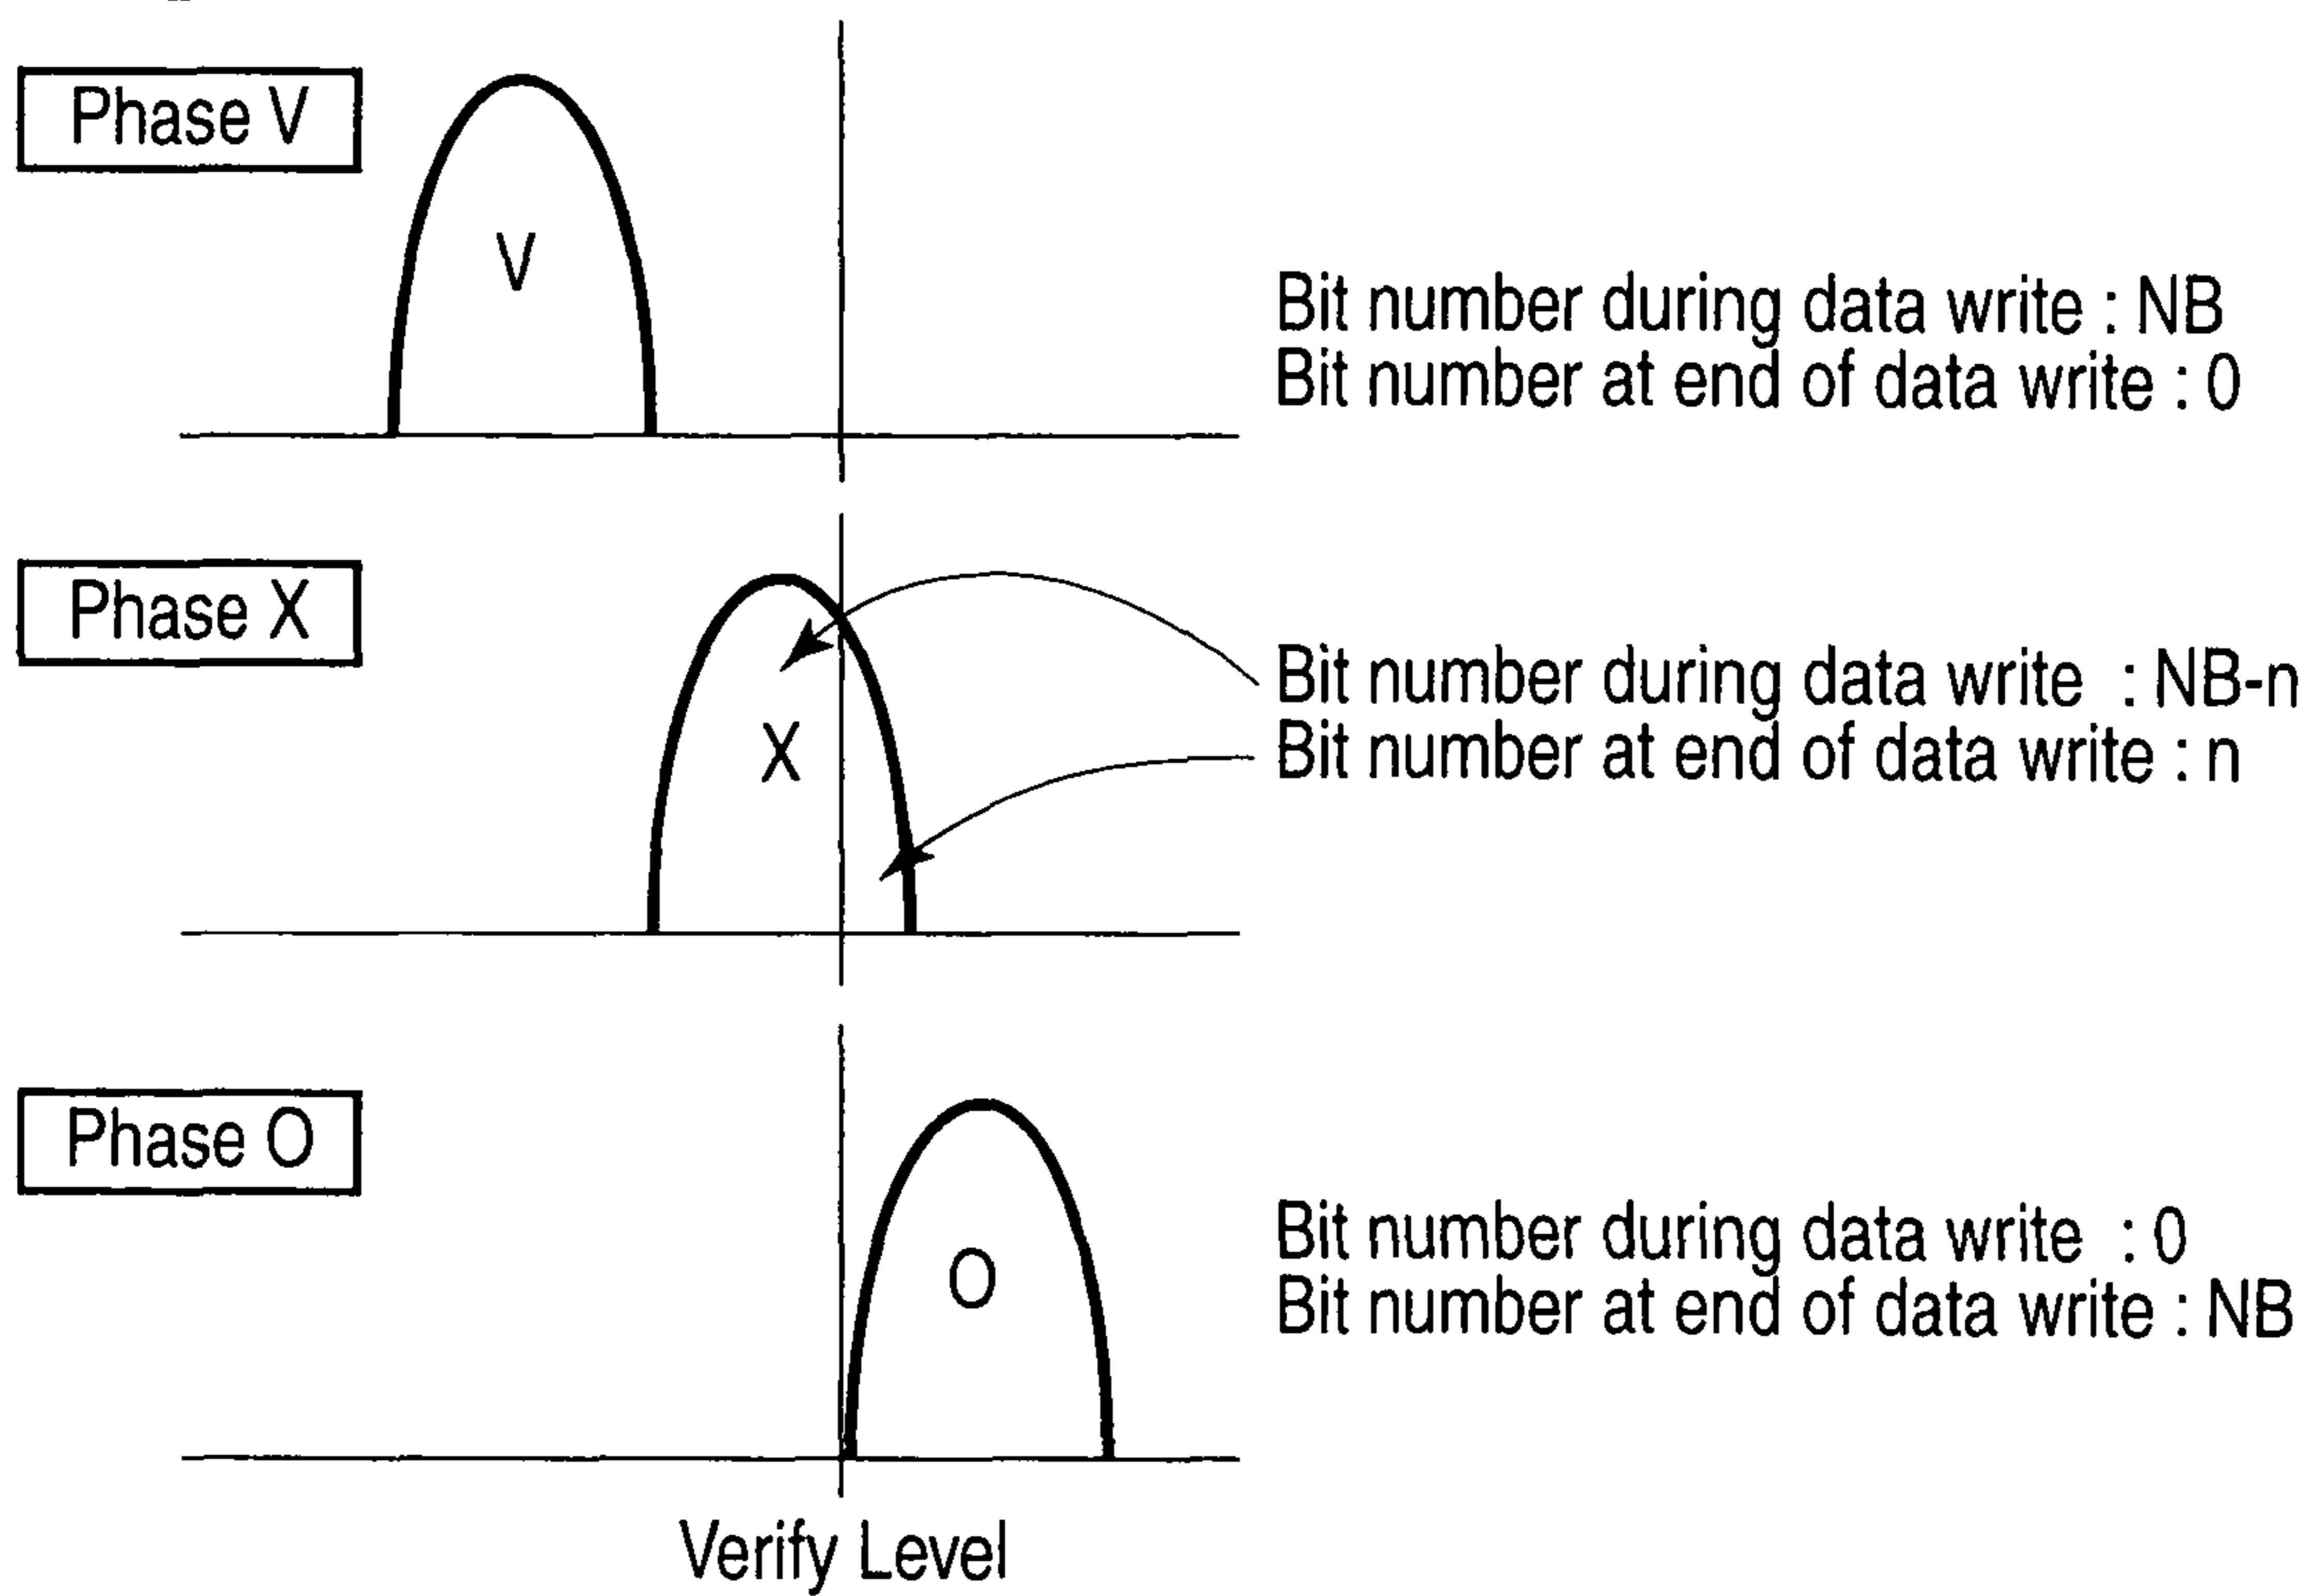 Phase V
V
Bit number during data write : NB
Bit number at end of data write : 0
Phase X
X
Bit number during data write : NB-n
Bit number at end of data write : n
Phase O
O
Bit number during data write : 0
Bit number at end of data write : NB
Verify Level